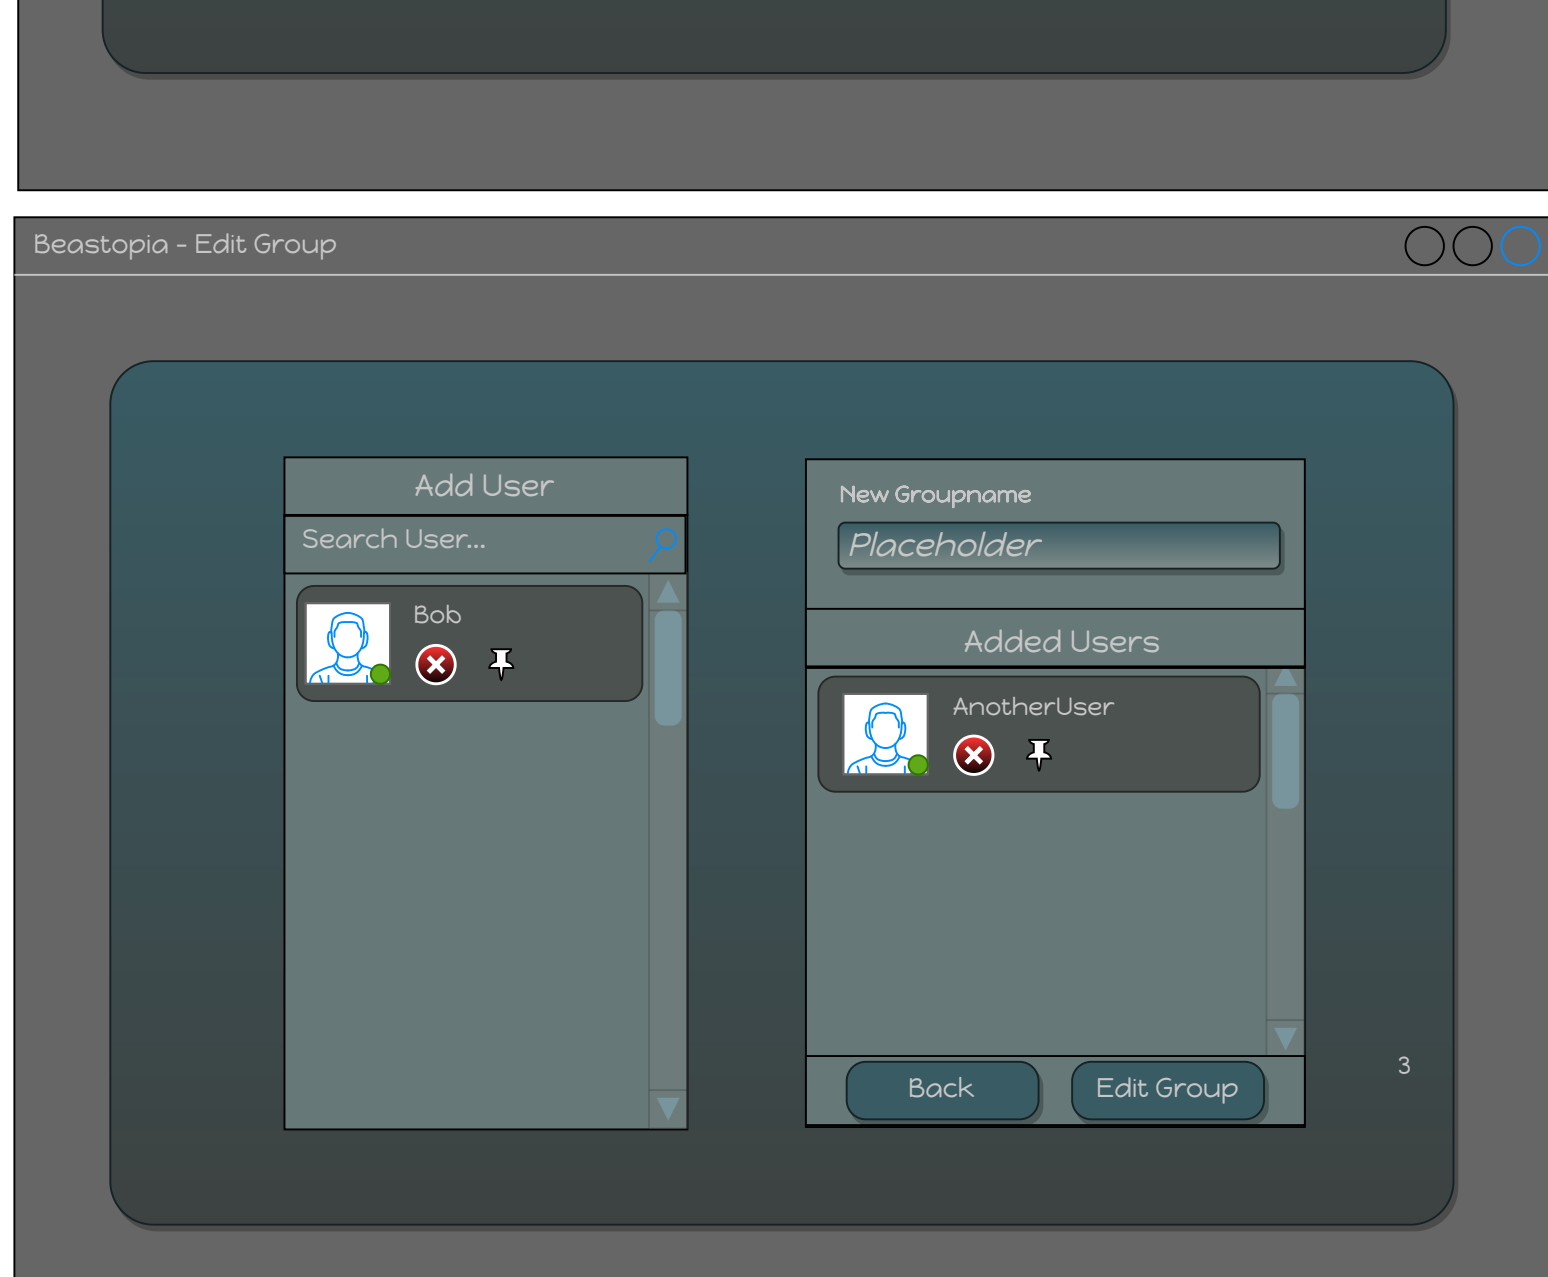 Beastopia - Edit Group
Add User
Search User...
Bob
New Groupname
Placeholder
Added Users
AnotherUser
Back
Edit Group
3